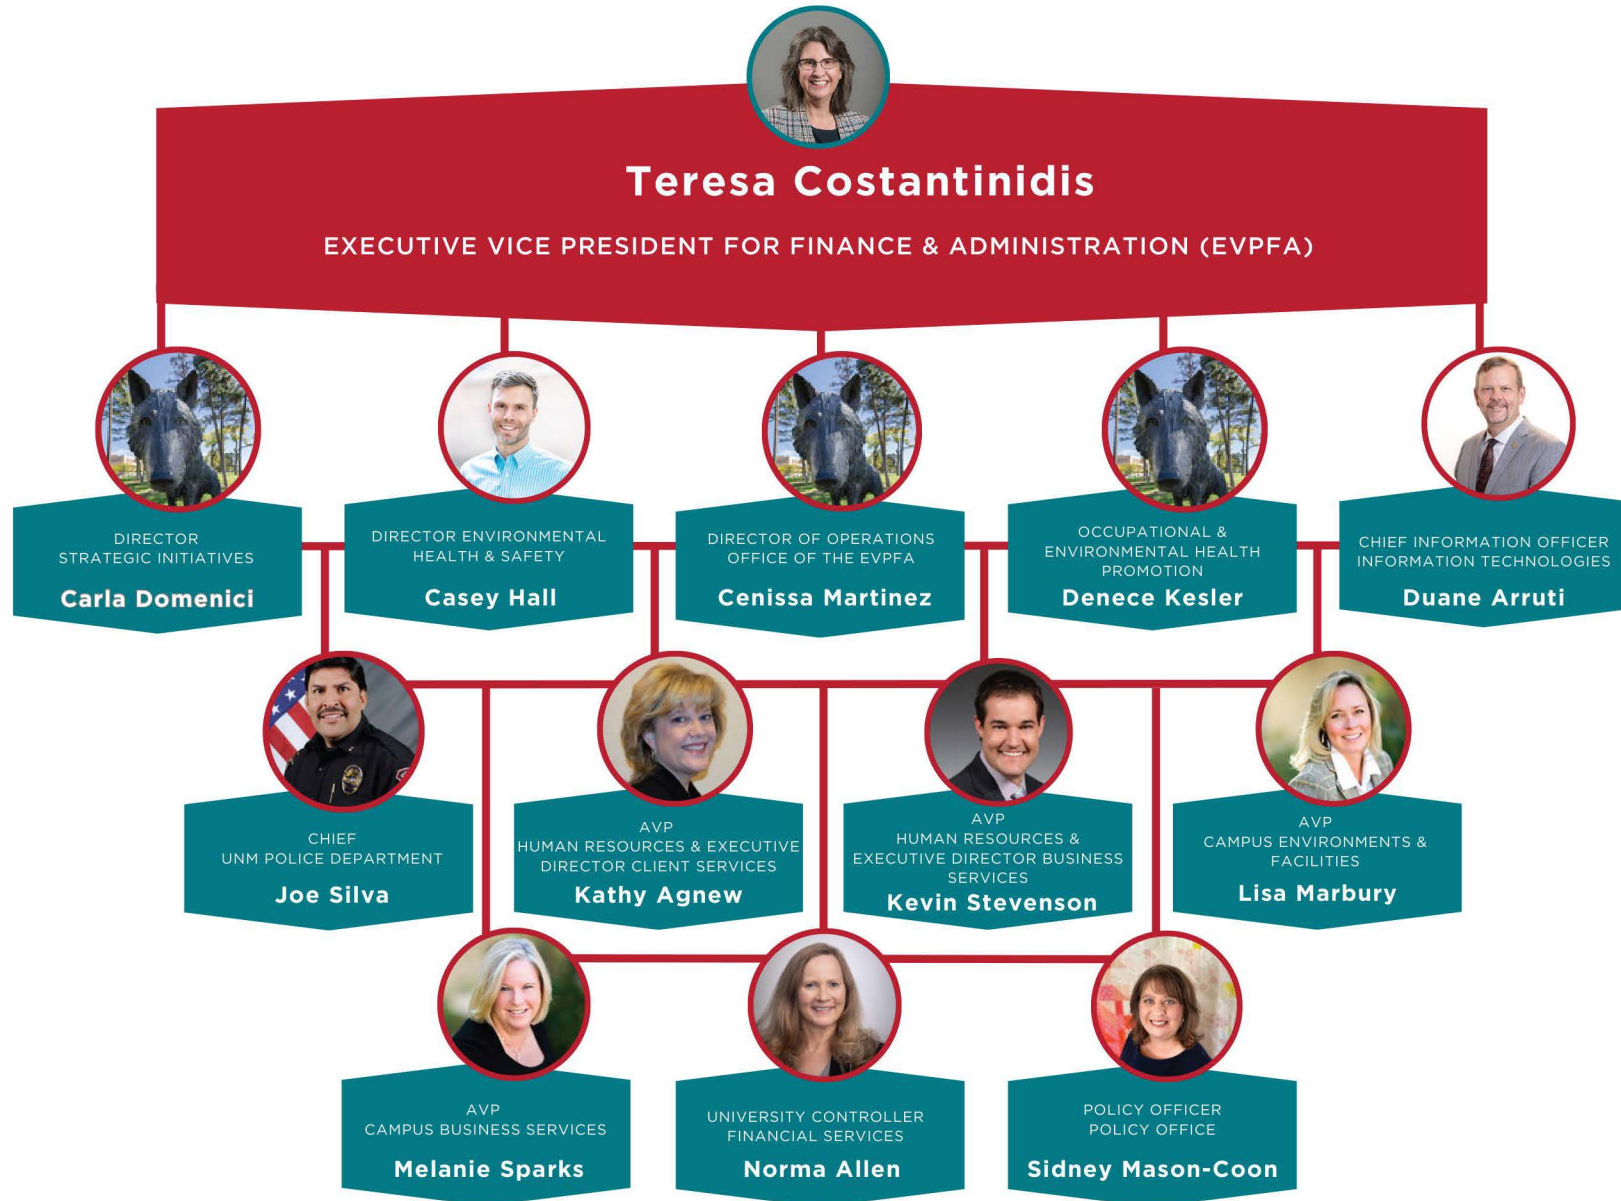 Teresa Costantinidis
EXECUTIVE VICE PRESIDENT FOR FINANCE & ADMINISTRATION (EVPFA)
DIRECTOR
STRATEGIC INITIATIVES
Carla Domenici
DIRECTOR ENVIRONMENTAL
HEALTH & SAFETY
Casey Hall
DIRECTOR OF OPERATIONS
OFFICE OF THE EVPFA
Cenissa Martinez
OCCUPATIONAL &
ENVIRONMENTAL HEALTH
PROMOTION
Denece Kesler
CHIEF INFORMATION OFFICER
INFORMATION TECHNOLOGIES
Duane Arruti
CHIEF
UNM POLICE DEPARTMENT
Joe Silva
AVP
HUMAN RESOURCES & EXECUTIVE
DIRECTOR CLIENT SERVICES
Kathy Agnew
AVP
HUMAN RESOURCES &
EXECUTIVE DIRECTOR BUSINESS
SERVICES
Kevin Stevenson
AVP
CAMPUS ENVIRONMENTS &
FACILITIES
Lisa Marbury
AVP
CAMPUS BUSINESS SERVICES
Melanie Sparks
UNIVERSITY CONTROLLER
FINANCIAL SERVICES
Norma Allen
POLICY OFFICER
POLICY OFFICE
Sidney Mason-Coon